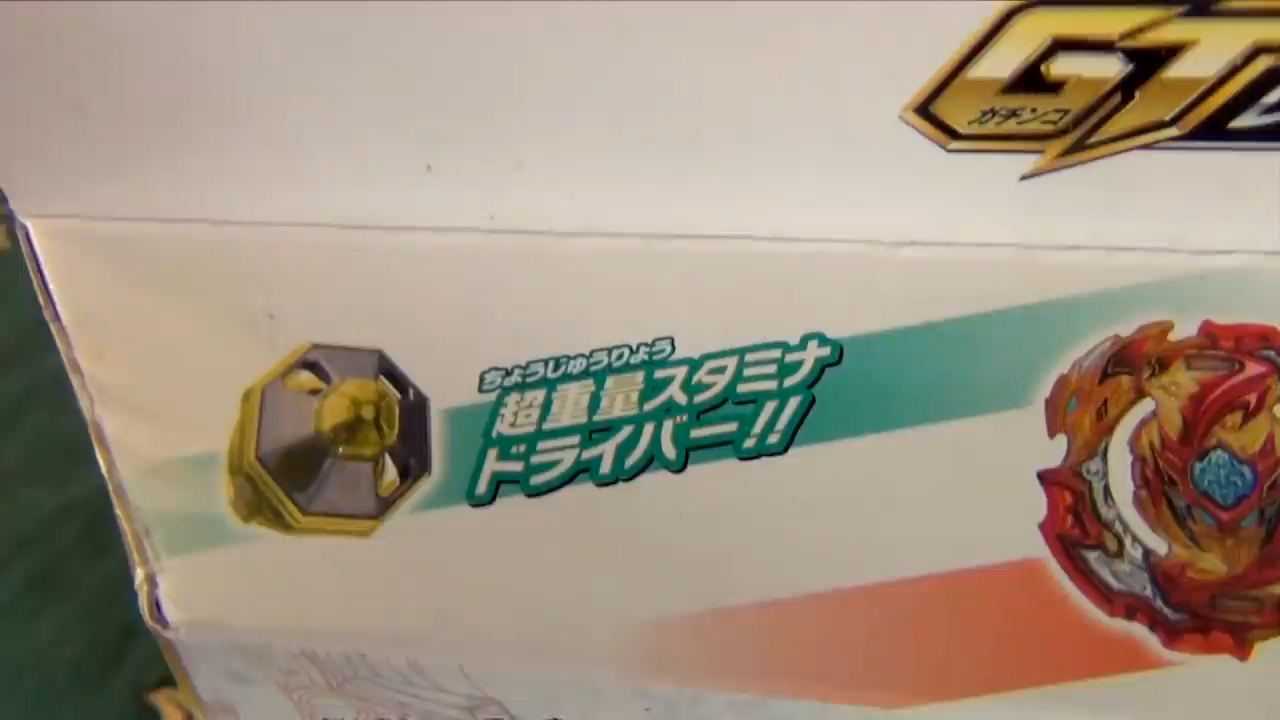 GT
ガチンコ
ちょうじゅうりょう
超重量スタミナ
ドライバー!!